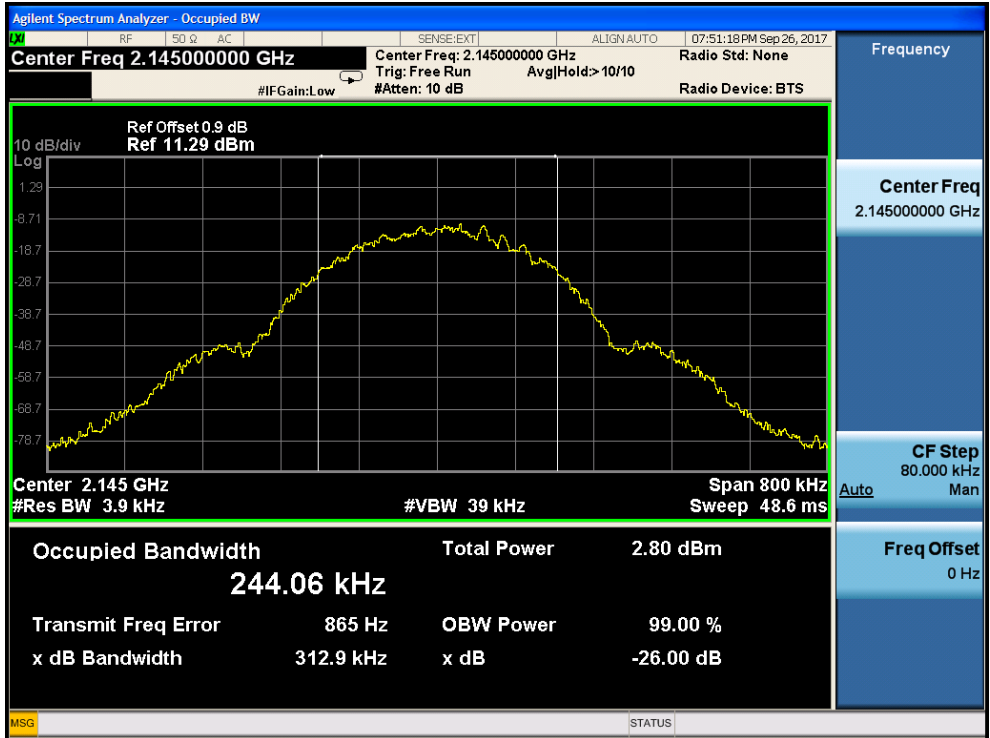 Agilent Spectrum Analyzer - Occupied BW
LXI RF 50 Ω AC SENSE:EXT ALIGN AUTO 07:51:18 PM Sep 26, 2017
Center Freq 2.145000000 GHz
Center Freq: 2.145000000 GHz
Radio Std: None
Trig: Free Run Avg|Hold:>10/10
#IFGain:Low
#Atten: 10 dB
Radio Device: BTS
Ref Offset 0.9 dB
10 dB/div Ref 11.29 dBm
Log
1.29
-8.71
-18.7
-28.7
-38.7
-48.7
-58.7
-68.7
-78.7
Center 2.145 GHz Span 800 kHz
#Res BW 3.9 kHz #VBW 39 kHz Sweep 48.6 ms
Occupied Bandwidth Total Power 2.80 dBm
244.06 kHz
Transmit Freq Error 865 Hz OBW Power 99.00 %
x dB Bandwidth 312.9 kHz x dB -26.00 dB
MSG STATUS
Frequency
Center Freq
2.145000000 GHz
CF Step
80.000 kHz
Auto Man
Freq Offset
0 Hz